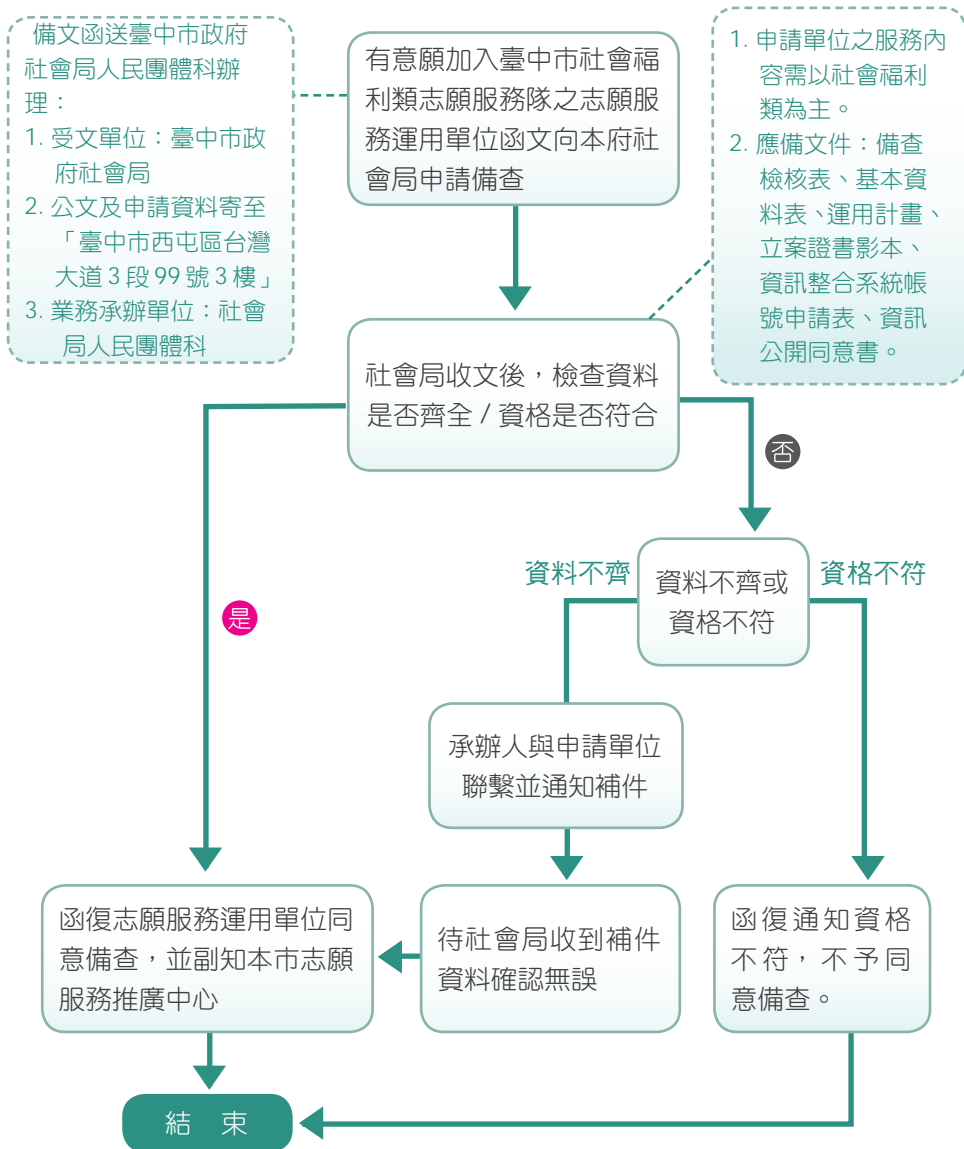 備文函送臺中市政府
社會局人民團體科辦
理：
1. 受文單位：臺中市政
府社會局
2. 公文及申請資料寄至
「臺中市西屯區台灣
大道 3 段 99 號 3 樓」
3. 業務承辦單位：社會
局人民團體科
有意願加入臺中市社會福
利類志願服務隊之志願服
務運用單位函文向本府社
會局申請備查
1. 申請單位之服務內
容需以社會福利
類為主。
2. 應備文件：備查
檢核表、基本資
料表、運用計畫、
立案證書影本、
資訊整合系統帳
號申請表、資訊
公開同意書。
社會局收文後，檢查資料
是否齊全 / 資格是否符合
否
資料不齊
資料不齊或
資格不符
資格不符
是
承辦人與申請單位
聯繫並通知補件
函復志願服務運用單位同
意備查，並副知本市志願
服務推廣中心
待社會局收到補件
資料確認無誤
函復通知資格
不符，不予同
意備查。
結 束